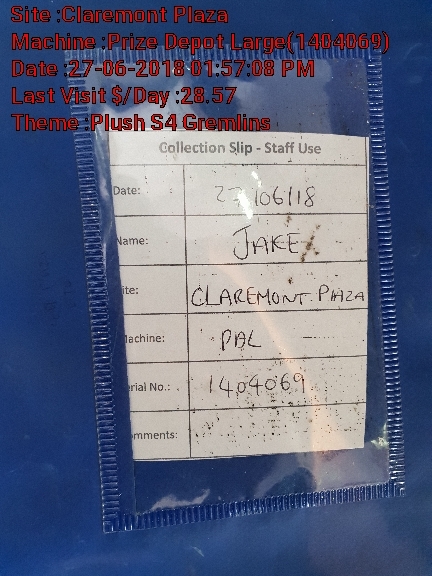 Site :Claremont Plaza
Machine :Prize Depot Large(1404069)
Date :27-06-2018 01:57:08 PM
Last Visit $/Day :28.57
Theme :Plush S4 Gremlins
Collection Slip - Staff Use
Date: 27/06/18
Name: JAKE
ite: CLAREMONT PLAZA
achine: PAL
erial No.: 1404069
omments: